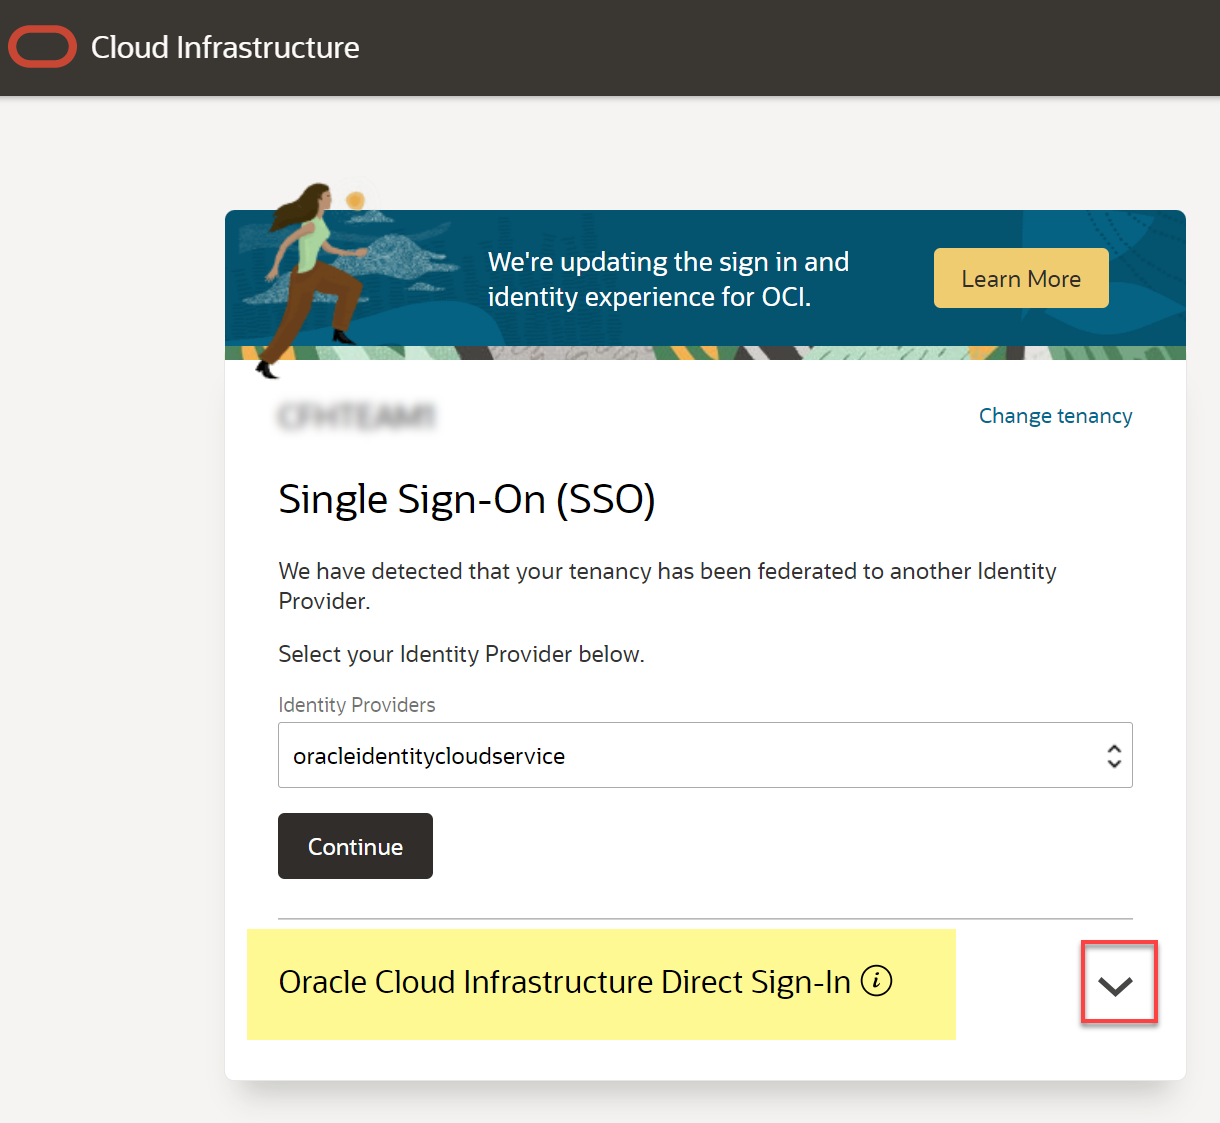 Cloud Infrastructure
We're updating the sign in and
identity experience for OCI.
Learn More
Change tenancy
Single Sign-On (SSO)
We have detected that your tenancy has been federated to another Identity
Provider.
Select your Identity Provider below.
Identity Providers
oracleidentitycloudservice
Continue
Oracle Cloud Infrastructure Direct Sign-In i